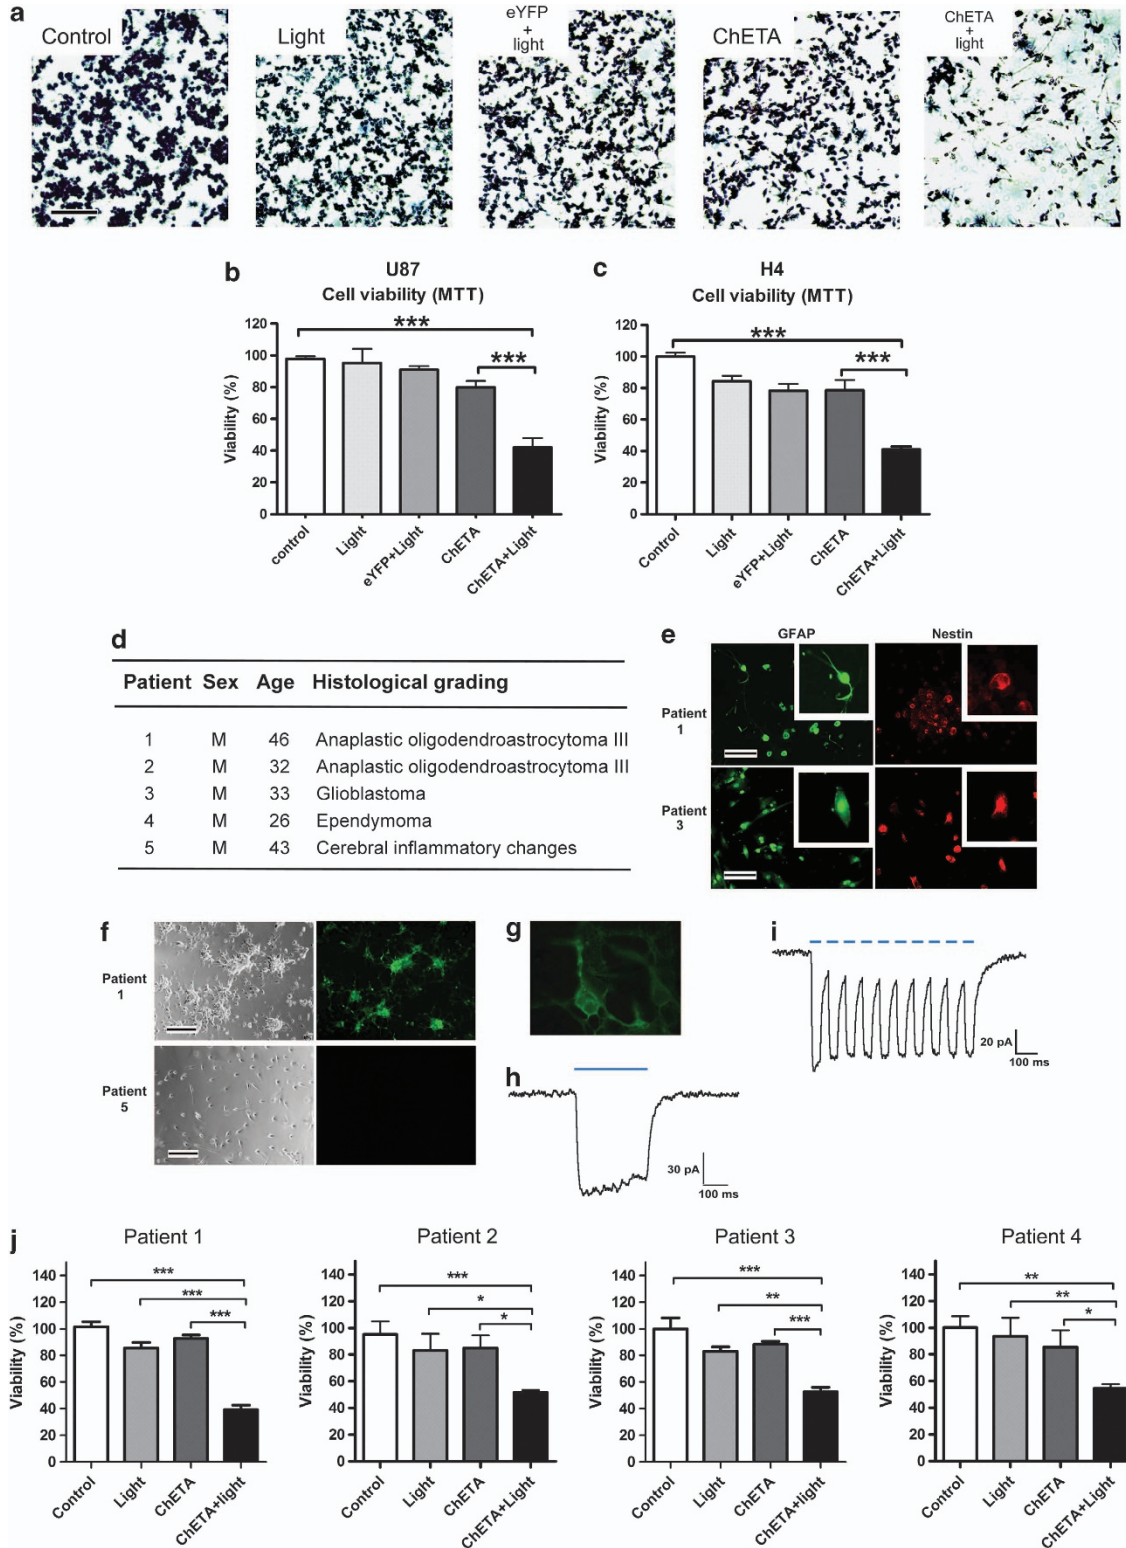 a
Control
Light
eYFP
+
light
ChETA
ChETA
+
light
b
U87
Cell viability (MTT)
***
***
Viability (%)
120
100
80
60
40
20
0
control
Light
eYFP+Light
ChETA
ChETA+Light
c
H4
Cell viability (MTT)
***
***
Viability (%)
120
100
80
60
40
20
0
Control
Light
eYFP+Light
ChETA
ChETA+Light
d
Patient Sex Age Histological grading
1 M 46 Anaplastic oligodendroastrocytoma III
2 M 32 Anaplastic oligodendroastrocytoma III
3 M 33 Glioblastoma
4 M 26 Ependymoma
5 M 43 Cerebral inflammatory changes
e
GFAP
Nestin
Patient
1
Patient
3
f
Patient
1
Patient
5
g
h
30 pA
100 ms
i
20 pA
100 ms
j
Patient 1
***
***
***
Viability (%)
140
120
100
80
60
40
20
0
Control
Light
ChETA
ChETA+light
Patient 2
***
*
*
Viability (%)
140
120
100
80
60
40
20
0
Control
Light
ChETA
ChETA+Light
Patient 3
***
**
***
Viability (%)
140
120
100
80
60
40
20
0
Control
Light
ChETA
ChETA+light
Patient 4
**
**
*
Viability (%)
140
120
100
80
60
40
20
0
Control
Light
ChETA
ChETA+Light